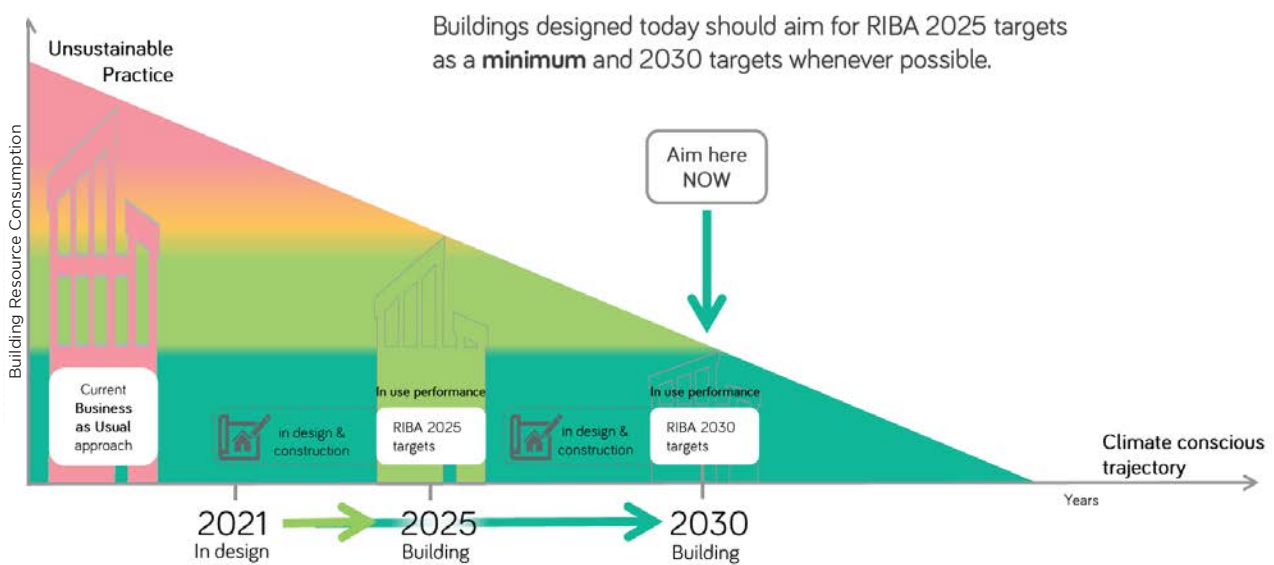 Buildings designed today should aim for RIBA 2025 targets
as a minimum and 2030 targets whenever possible.
Unsustainable
Practice
Building Resource Consumption
Aim here
NOW
Current
Business
as Usual
approach
in design &
construction
In use performance
RIBA 2025
targets
in design &
construction
In use performance
RIBA 2030
targets
Climate conscious
trajectory
Years
2021
In design
2025
Building
2030
Building